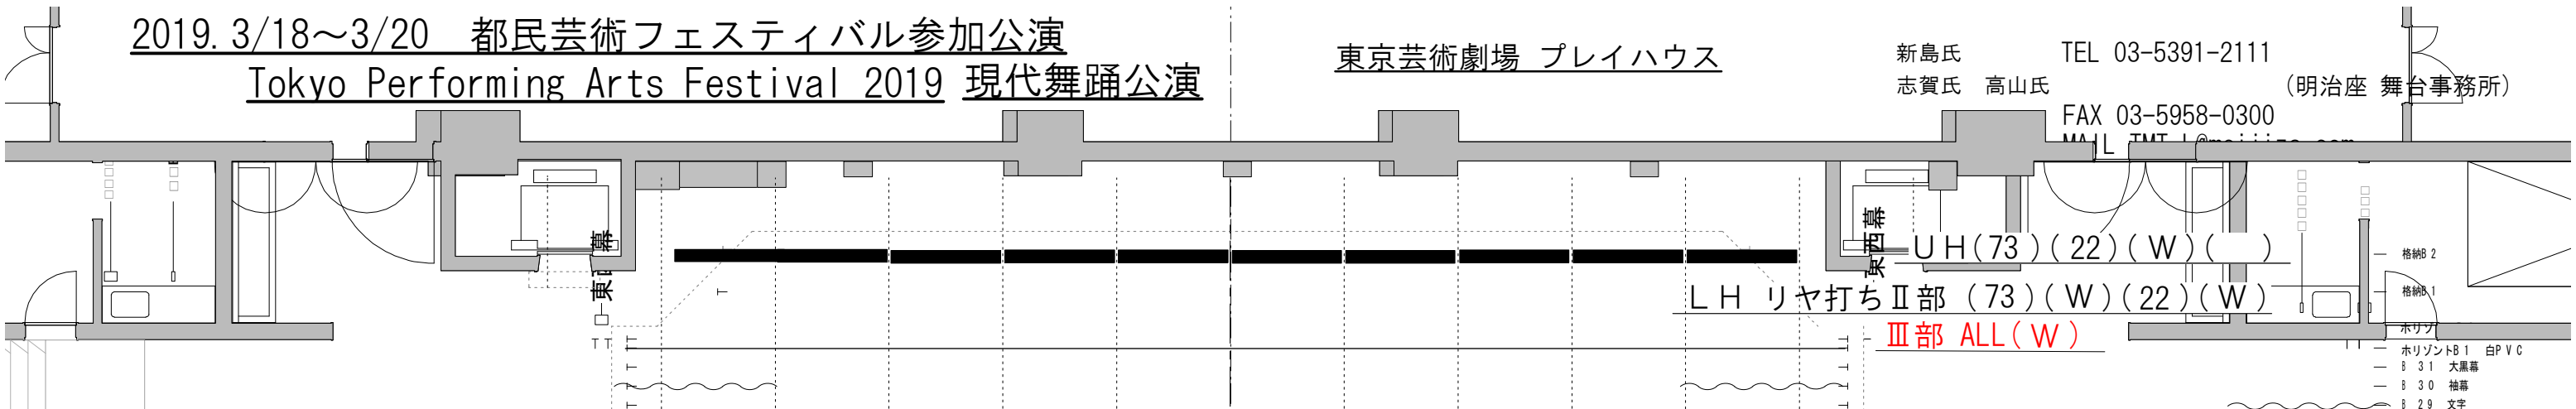 2019. 3/18～3/20　都民芸術フェスティバル参加公演
Tokyo Performing Arts Festival 2019 現代舞踊公演
東京芸術劇場 プレイハウス
新島氏
TEL 03-5391-2111
志賀氏　高山氏
(明治座 舞台事務所)
FAX 03-5958-0300
東西幕
ＵＨ(73)(22)(Ｗ)(　)
ＬＨ リヤ打ちⅡ部 (73)(Ｗ)(22)(Ｗ)
Ⅲ部 ALL(Ｗ)
格納B 2
格納B 1
ホリゾントB 1　白ＰＶＣ
B 31　大黒幕
B 30　袖幕
B 29　文字